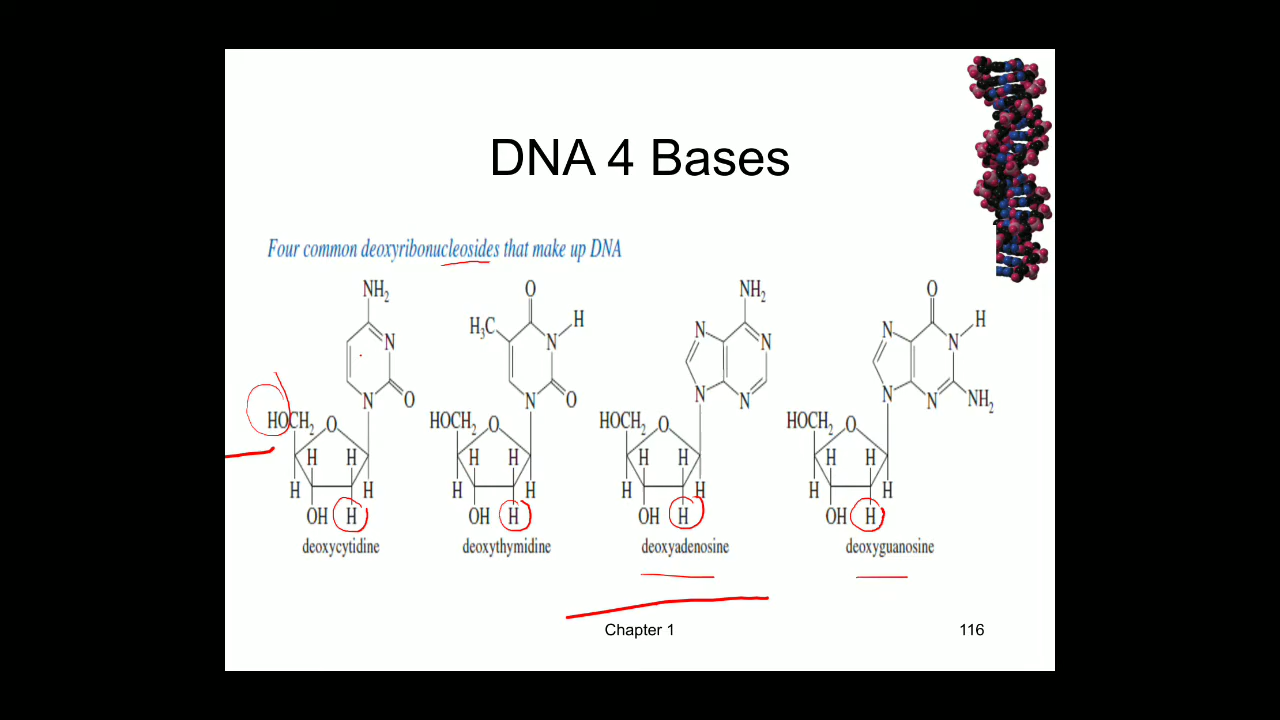 DNA 4 Bases
Four common deoxyribonucleosides that make up DNA
NH2 O NH2 O
H3C H N N H
N N N N
O O N N N N NH2
HOCH2 O HOCH2 O HOCH2 O HOCH2 O
H H H H H H H H
H H H H H H H H
OH H OH H OH H OH H
deoxycytidine deoxythymidine deoxyadenosine deoxyguanosine
Chapter 1 116